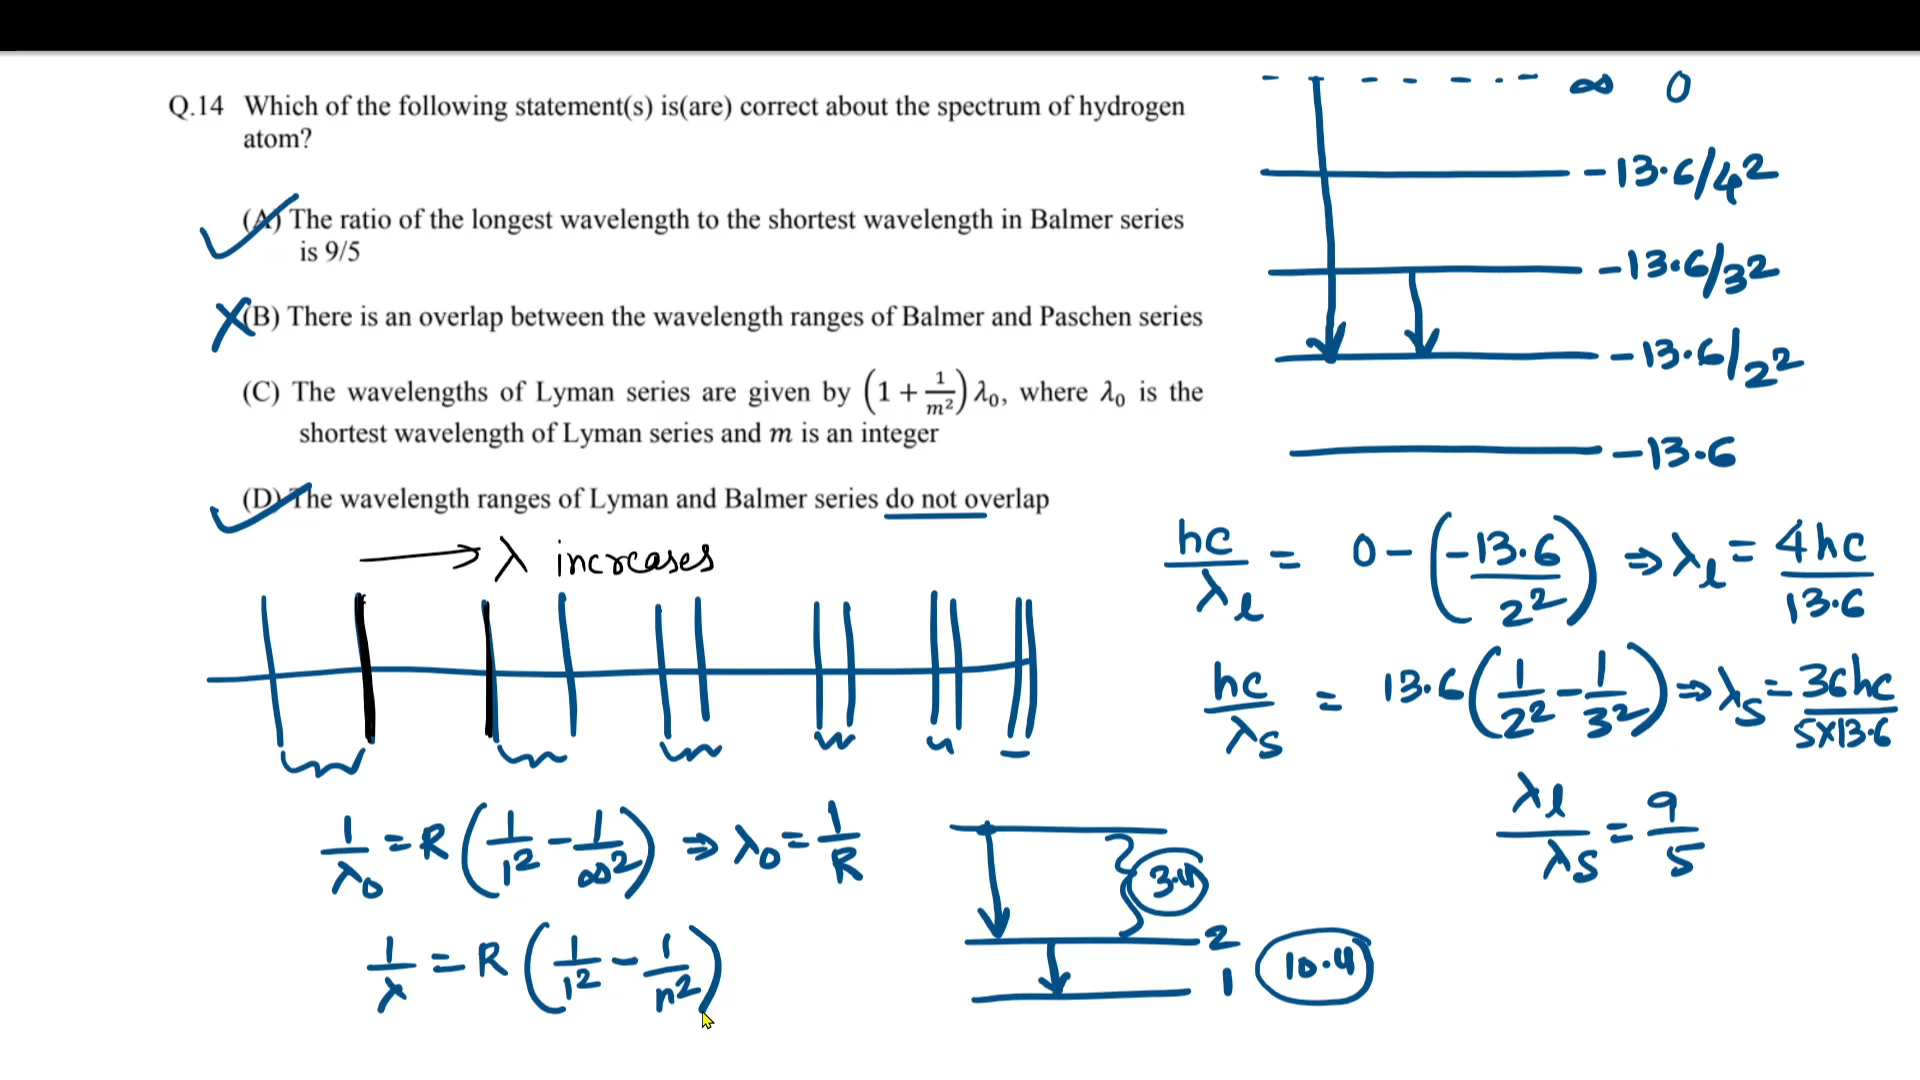 Q.14 Which of the following statement(s) is(are) correct about the spectrum of hydrogen
atom?
(A) The ratio of the longest wavelength to the shortest wavelength in Balmer series
is 9/5
(B) There is an overlap between the wavelength ranges of Balmer and Paschen series
(C) The wavelengths of Lyman series are given by (1 + 1/m²) λ₀, where λ₀ is the
shortest wavelength of Lyman series and m is an integer
(D) The wavelength ranges of Lyman and Balmer series do not overlap
→ λ increases
1/λ₀ = R(1/1² - 1/∞²) ⇒ λ₀ = 1/R
1/λ = R(1/1² - 1/n²)
∞ 0
-13.6/4²
-13.6/3²
-13.6/2²
-13.6
hc/λl = 0 - (-13.6/2²) ⇒ λl = 4hc/13.6
hc/λs = 13.6(1/2² - 1/3²) ⇒ λs = 36hc/5x13.6
λl/λs = 9/5
3.4
2
1
10.4